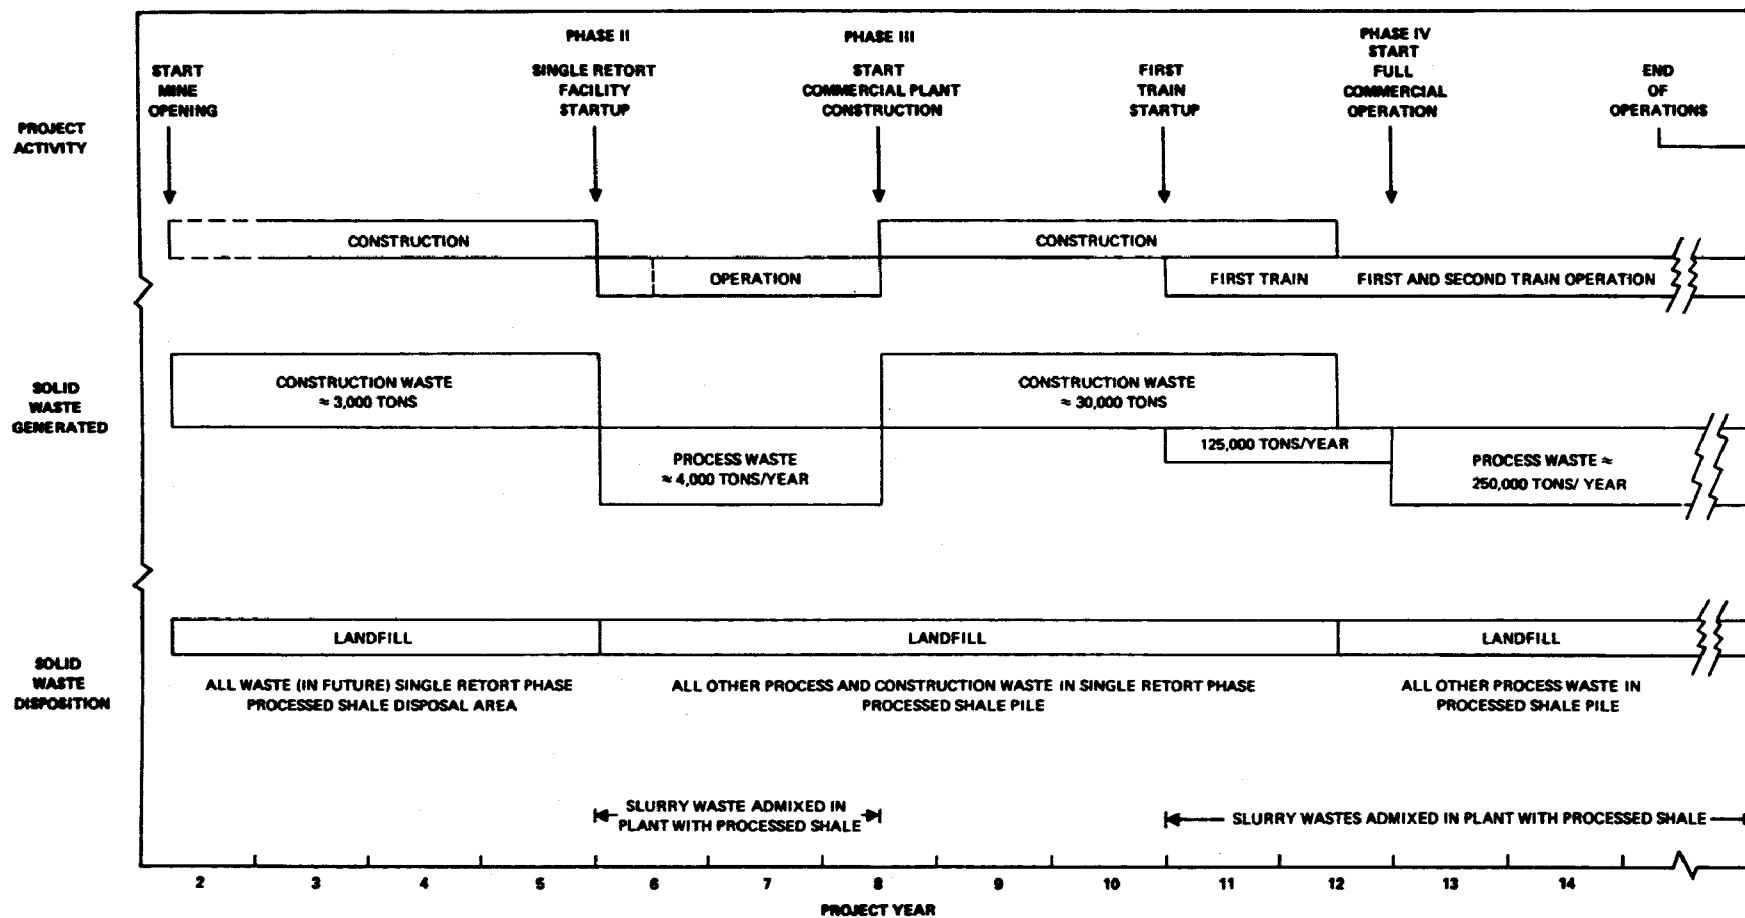 PROJECT
ACTIVITY
START
MINE
OPENING
PHASE II
SINGLE RETORT
FACILITY
STARTUP
PHASE III
START
COMMERCIAL PLANT
CONSTRUCTION
FIRST
TRAIN
STARTUP
PHASE IV
START
FULL
COMMERCIAL
OPERATION
END
OF
OPERATIONS
CONSTRUCTION
OPERATION
CONSTRUCTION
FIRST TRAIN
FIRST AND SECOND TRAIN OPERATION
SOLID
WASTE
GENERATED
CONSTRUCTION WASTE
≈ 3,000 TONS
PROCESS WASTE
≈ 4,000 TONS/YEAR
CONSTRUCTION WASTE
≈ 30,000 TONS
125,000 TONS/YEAR
PROCESS WASTE ≈
250,000 TONS/ YEAR
SOLID
WASTE
DISPOSITION
LANDFILL
LANDFILL
LANDFILL
ALL WASTE (IN FUTURE) SINGLE RETORT PHASE
PROCESSED SHALE DISPOSAL AREA
ALL OTHER PROCESS AND CONSTRUCTION WASTE IN SINGLE RETORT PHASE
PROCESSED SHALE PILE
ALL OTHER PROCESS WASTE IN
PROCESSED SHALE PILE
SLURRY WASTE ADMIXED IN
PLANT WITH PROCESSED SHALE
SLURRY WASTES ADMIXED IN PLANT WITH PROCESSED SHALE
2 3 4 5 6 7 8 9 10 11 12 13 14
PROJECT YEAR